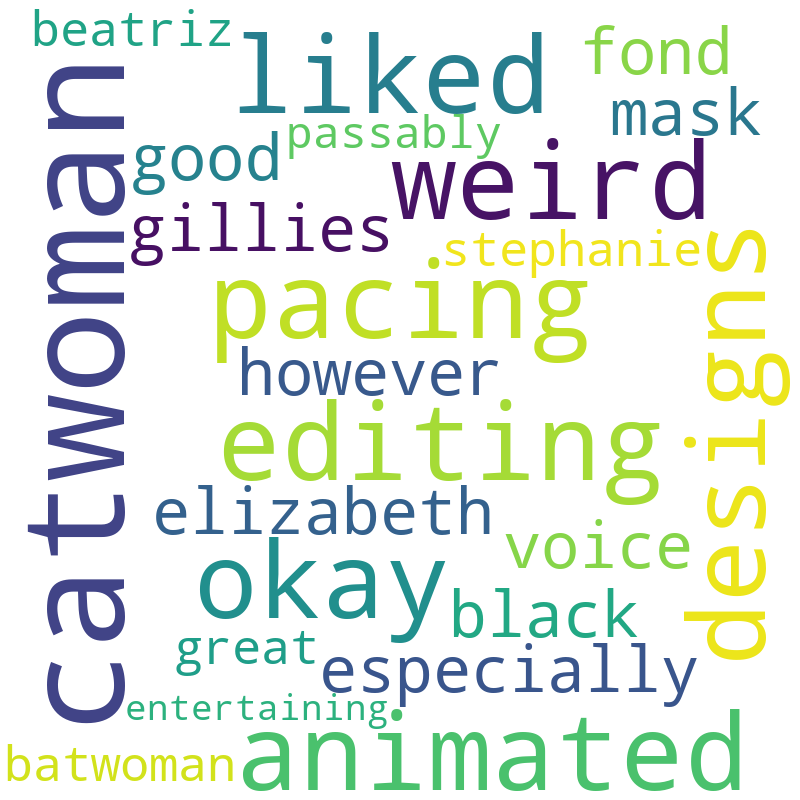 beatriz
liked
fond
catwoman
mask
passably
good
weird
gillies
stephanie
designs
pacing
however
editing
elizabeth
voice
okay
black
great
especially
entertaining
batwoman
animated